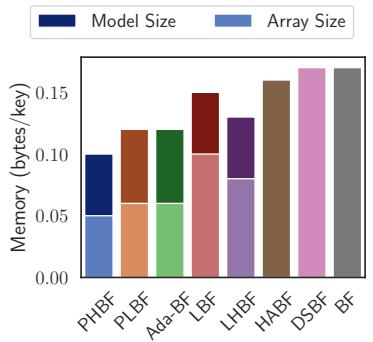 Model Size
Array Size
Memory (bytes/key)
0.15
0.10
0.05
0.00
PHBF
PLBF
Ada-BF
LBF
LHBF
HABF
DSBF
BF